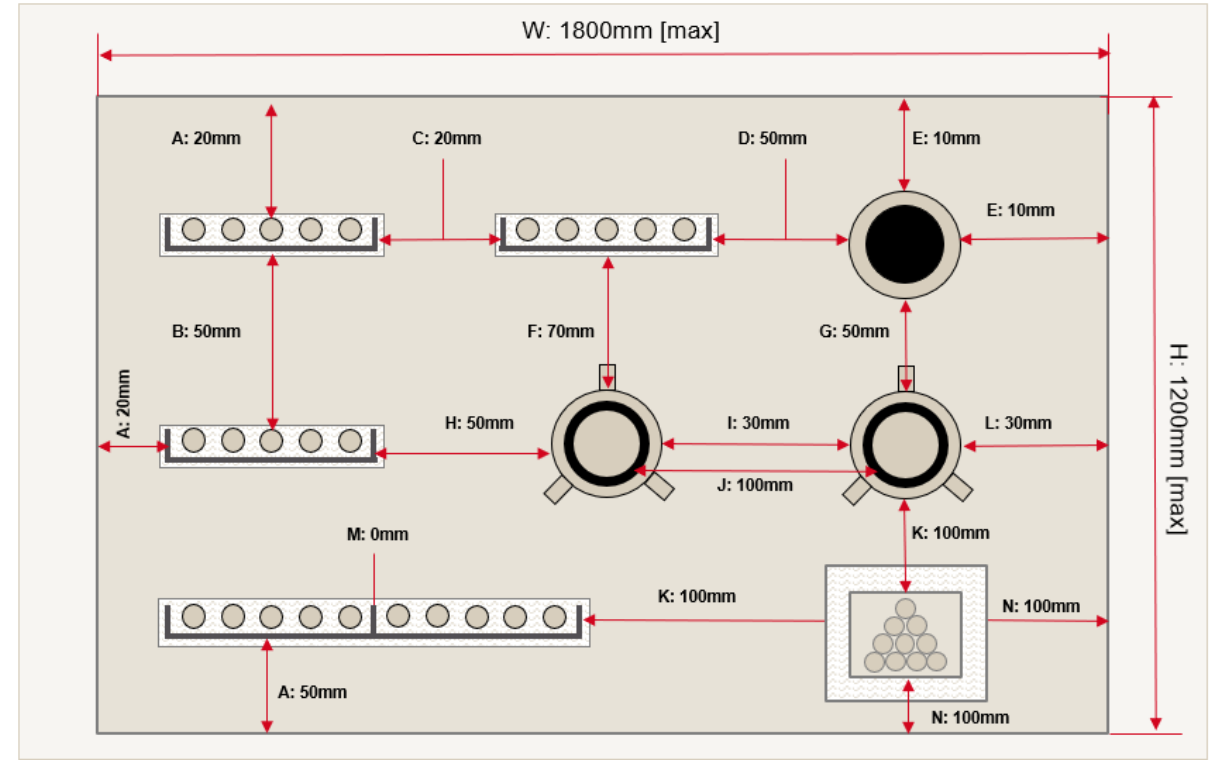 W: 1800mm [max]
A: 20mm
C: 20mm
D: 50mm
E: 10mm
E: 10mm
B: 50mm
F: 70mm
G: 50mm
H: 1200mm [max]
A: 20mm
H: 50mm
I: 30mm
L: 30mm
J: 100mm
M: 0mm
K: 100mm
K: 100mm
N: 100mm
A: 50mm
N: 100mm